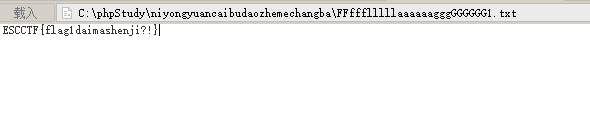 载入 C:\phpStudy\niyongyuancaibudaozhemechangba\FFffflllllaaaaaagggGGGGGG1.txt
ESCCTF{flag1daimashenji?!}